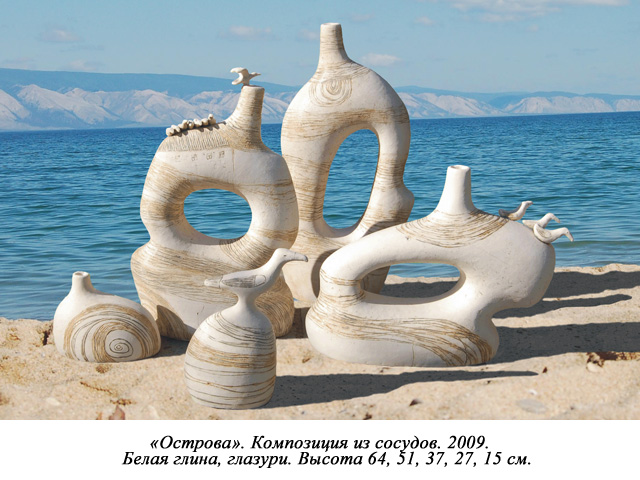 «Острова». Композиция из сосудов. 2009.
Белая глина, глазури. Высота 64, 51, 37, 27, 15 см.